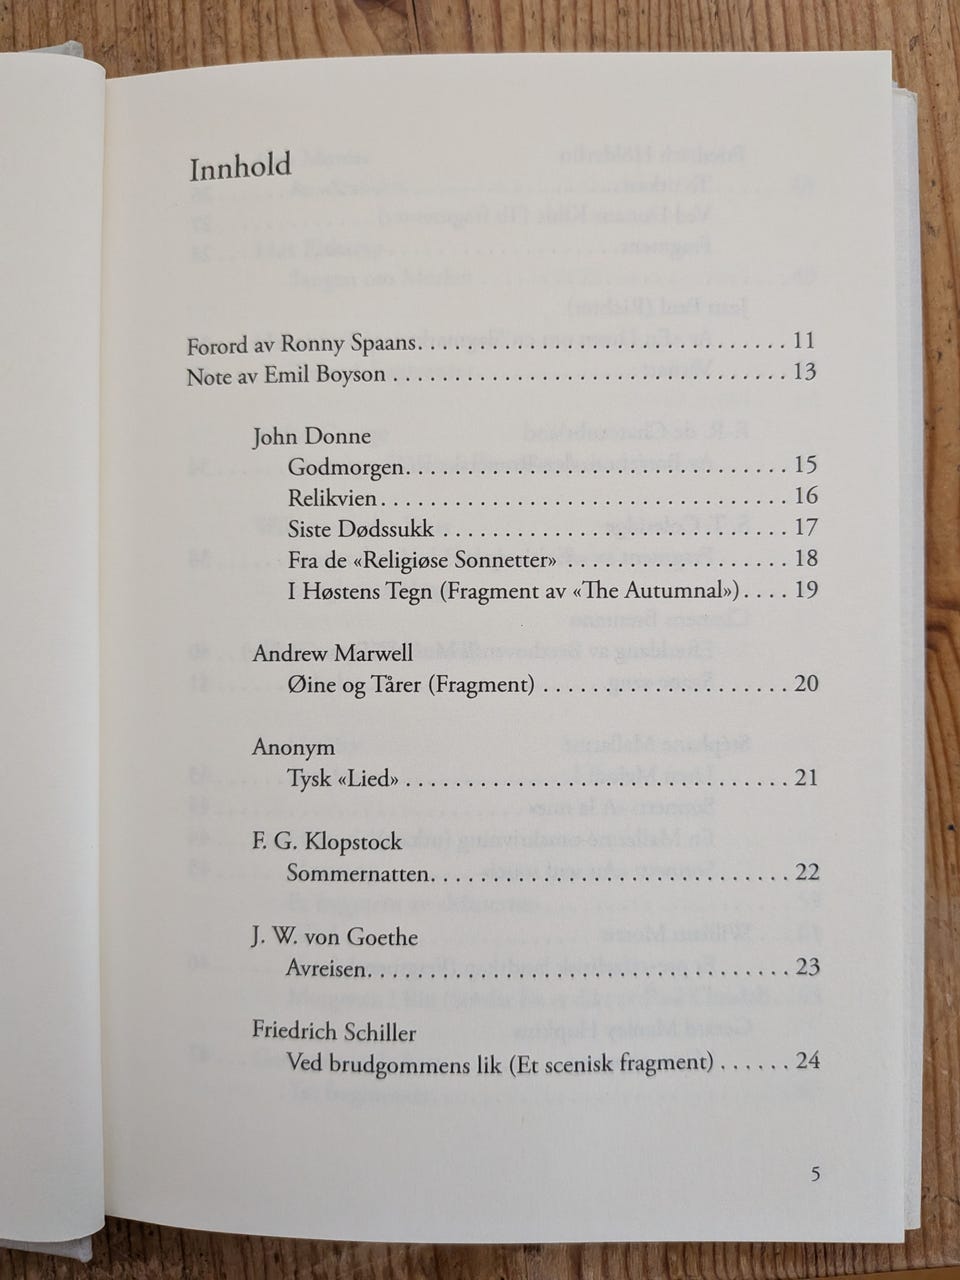 Innhold
Forord av Ronny Spaans. . . . . . . . . . . . . . . . . . . . . . . . . . . . . . 11
Note av Emil Boyson . . . . . . . . . . . . . . . . . . . . . . . . . . . . . . . . 13
John Donne
Godmorgen. . . . . . . . . . . . . . . . . . . . . . . . . . . . . . . . . 15
Relikvien . . . . . . . . . . . . . . . . . . . . . . . . . . . . . . . . . . . 16
Siste Dødssukk . . . . . . . . . . . . . . . . . . . . . . . . . . . . . . 17
Fra de «Religiøse Sonnetter» . . . . . . . . . . . . . . . . . . . . 18
I Høstens Tegn (Fragment av «The Autumnal») . . . . 19
Andrew Marwell
Øine og Tårer (Fragment) . . . . . . . . . . . . . . . . . . . . . 20
Anonym
Tysk «Lied» . . . . . . . . . . . . . . . . . . . . . . . . . . . . . . . . . 21
F. G. Klopstock
Sommernatten. . . . . . . . . . . . . . . . . . . . . . . . . . . . . . . 22
J. W. von Goethe
Avreisen. . . . . . . . . . . . . . . . . . . . . . . . . . . . . . . . . . . . 23
Friedrich Schiller
Ved brudgommens lik (Et scenisk fragment) . . . . . . 24
5